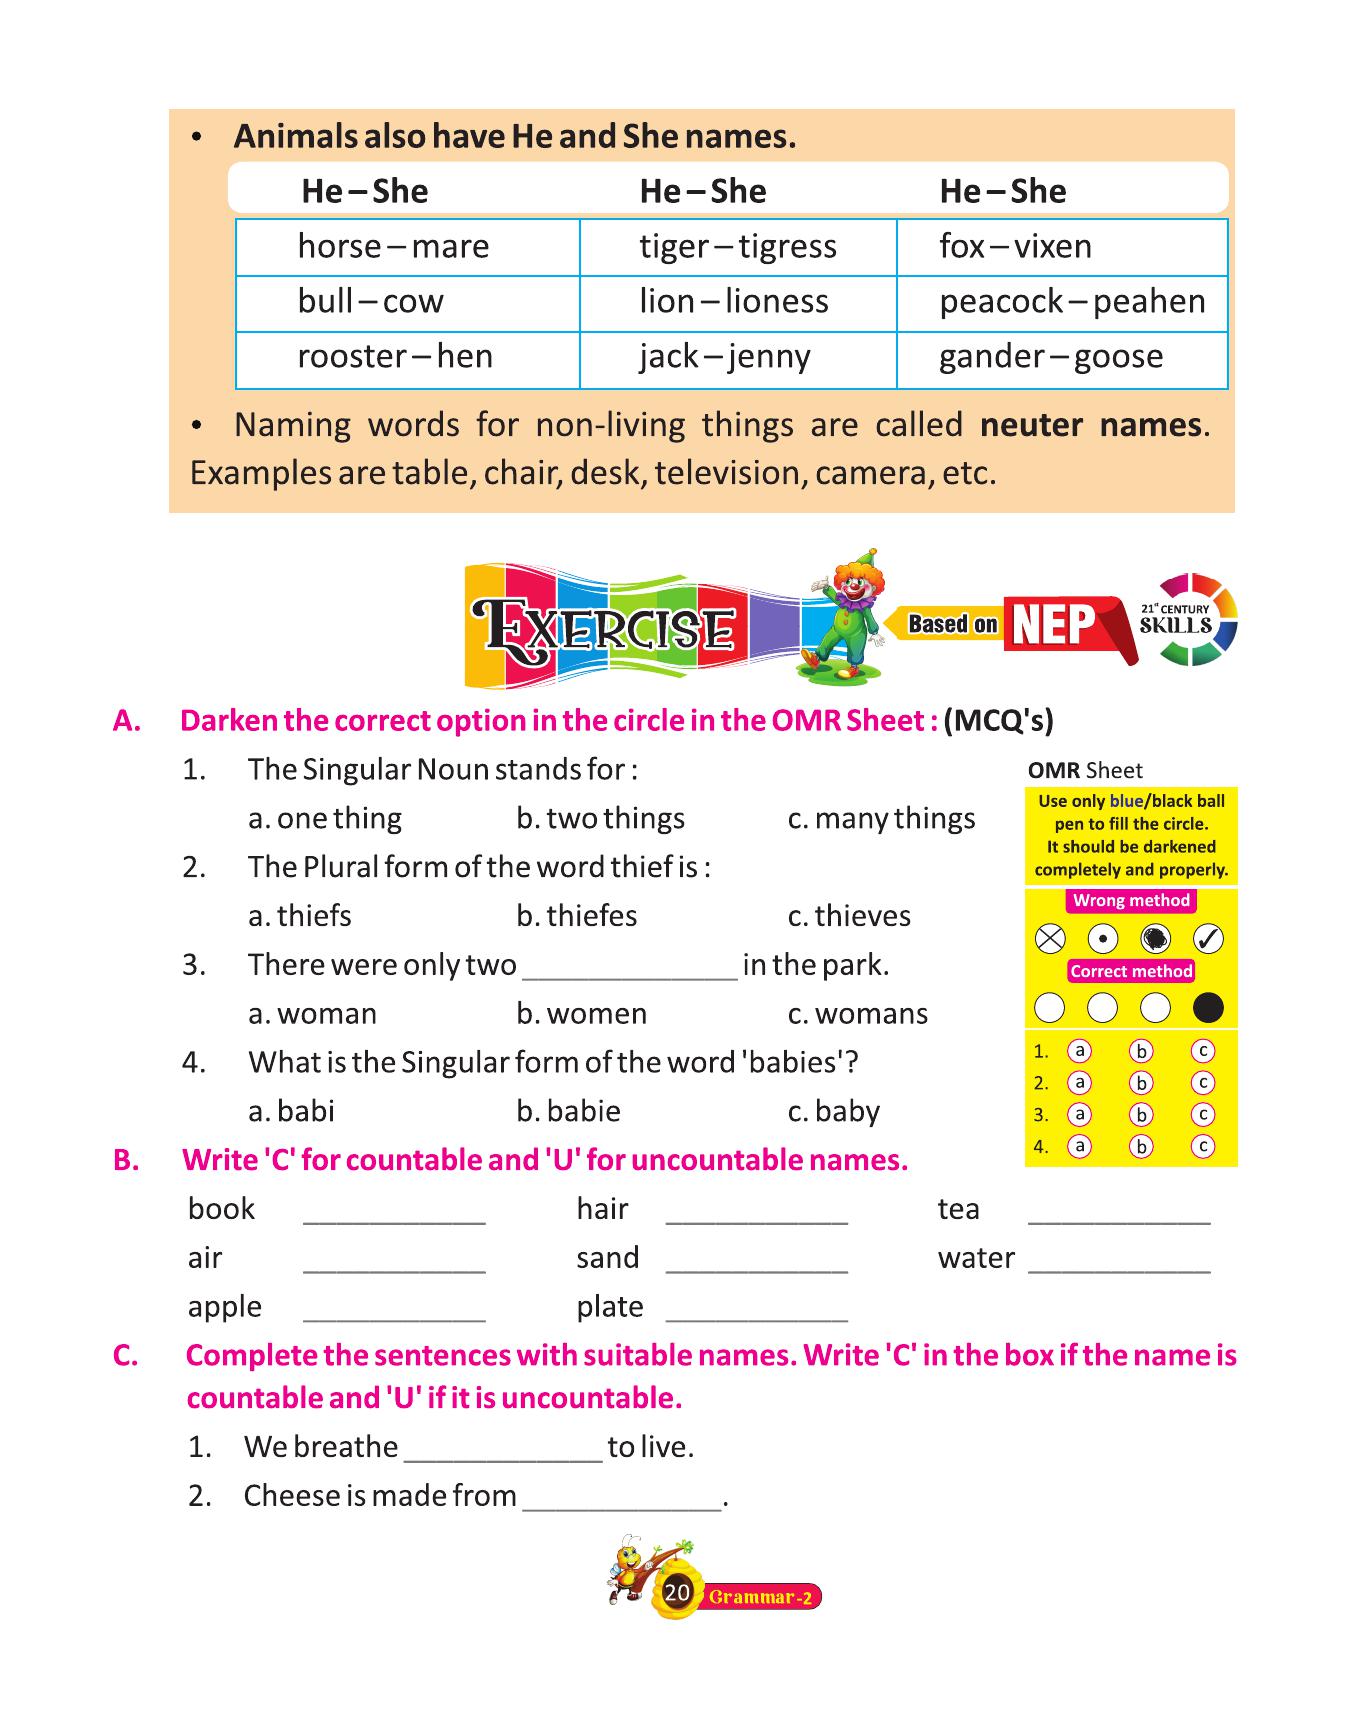 • Animals also have He and She names.
He – She He – She He – She
horse – mare tiger – tigress fox – vixen
bull – cow lion – lioness peacock – peahen
rooster – hen jack – jenny gander – goose
• Naming words for non-living things are called neuter names.
Examples are table, chair, desk, television, camera, etc.
EXERCISE Based on NEP 21st CENTURY SKILLS
A. Darken the correct option in the circle in the OMR Sheet : (MCQ's)
1. The Singular Noun stands for :
a. one thing b. two things c. many things
2. The Plural form of the word thief is :
a. thiefs b. thiefes c. thieves
3. There were only two _____________ in the park.
a. woman b. women c. womans
4. What is the Singular form of the word 'babies'?
a. babi b. babie c. baby
OMR Sheet
Use only blue/black ball
pen to fill the circle.
It should be darkened
completely and properly.
Wrong method
Correct method
1. a b c
2. a b c
3. a b c
4. a b c
B. Write 'C' for countable and 'U' for uncountable names.
book ___________ hair ___________ tea ___________
air ___________ sand ___________ water ___________
apple ___________ plate ___________
C. Complete the sentences with suitable names. Write 'C' in the box if the name is
countable and 'U' if it is uncountable.
1. We breathe ____________ to live.
2. Cheese is made from ____________.
20 Grammar-2